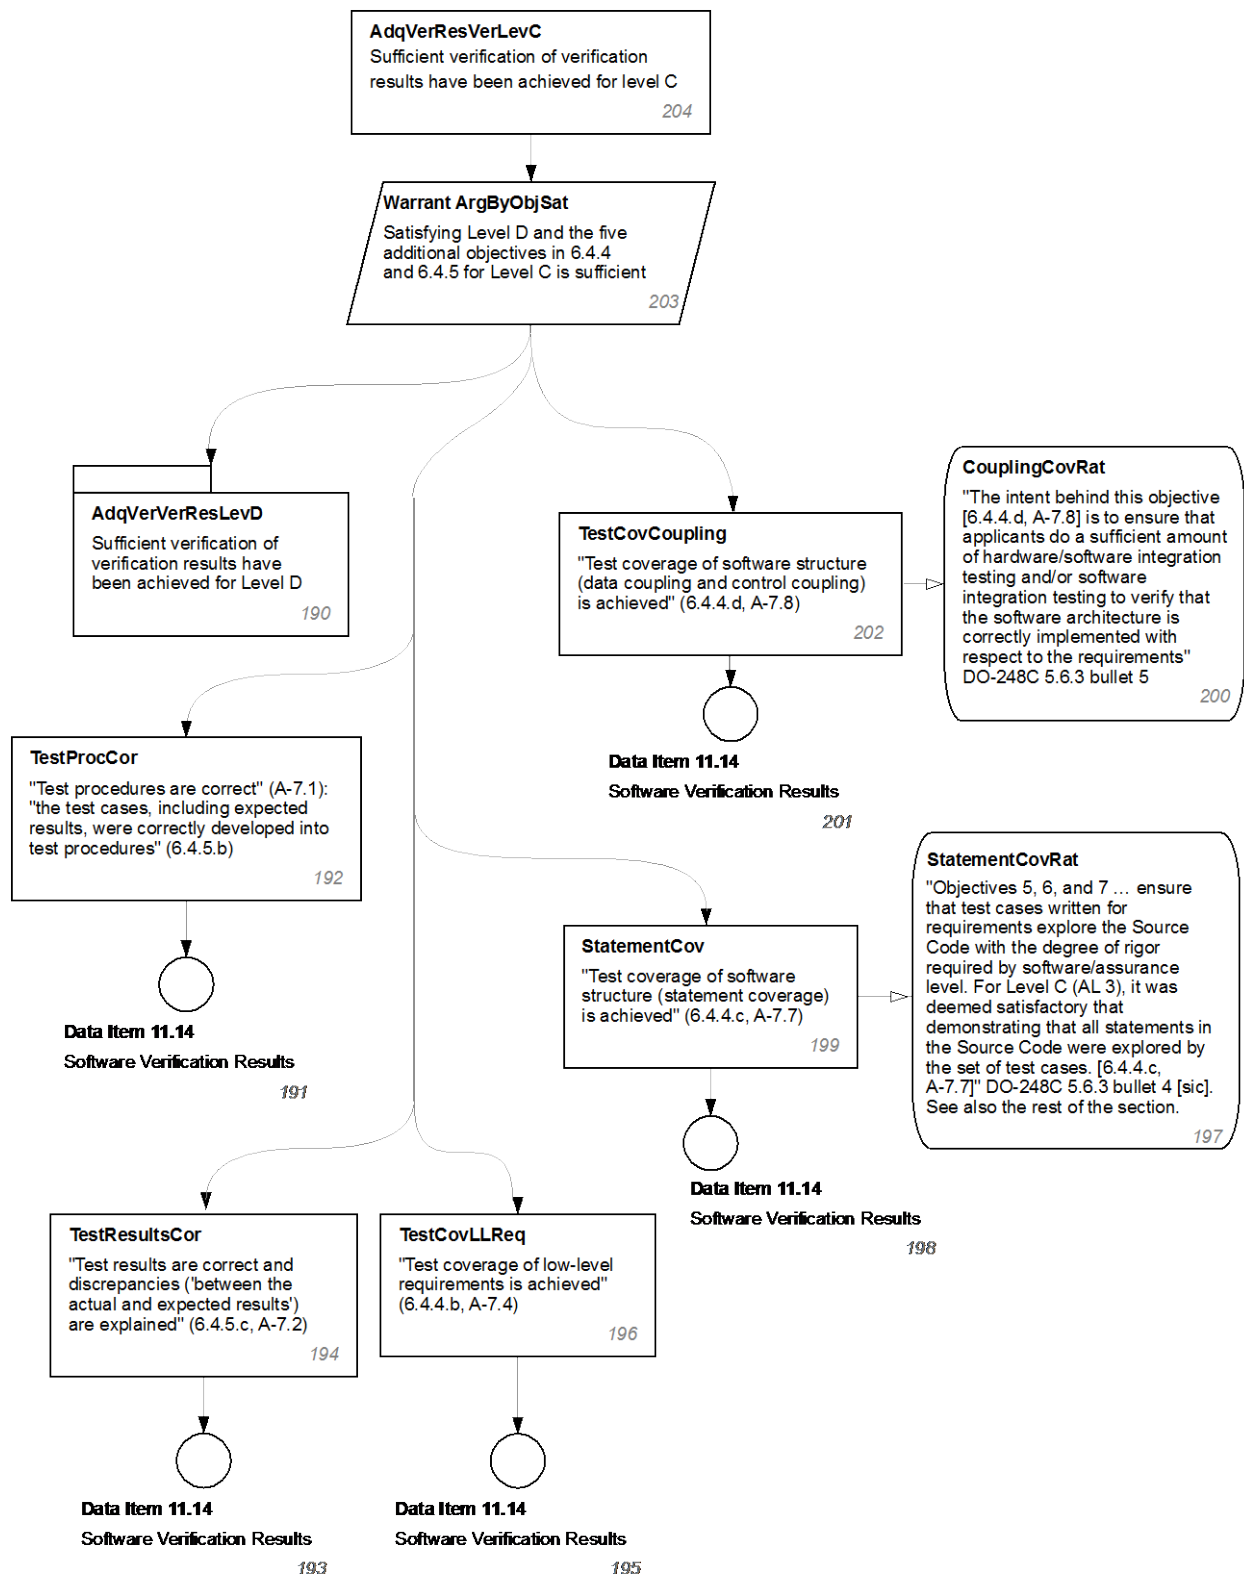 AdqVerResVerLevC
Sufficient verification of verification
results have been achieved for level C
204
Warrant ArgByObjSat
Satisfying Level D and the five
additional objectives in 6.4.4
and 6.4.5 for Level C is sufficient
203
AdqVerVerResLevD
Sufficient verification of
verification results have
been achieved for Level D
190
TestCovCoupling
"Test coverage of software structure
(data coupling and control coupling)
is achieved" (6.4.4.d, A-7.8)
202
CouplingCovRat
"The intent behind this objective
[6.4.4.d, A-7.8] is to ensure that
applicants do a sufficient amount
of hardware/software integration
testing and/or software
integration testing to verify that
the software architecture is
correctly implemented with
respect to the requirements"
DO-248C 5.6.3 bullet 5
200
Data Item 11.14
Software Verification Results
201
TestProcCor
"Test procedures are correct" (A-7.1):
"the test cases, including expected
results, were correctly developed into
test procedures" (6.4.5.b)
192
Data Item 11.14
Software Verification Results
191
StatementCov
"Test coverage of software
structure (statement coverage)
is achieved" (6.4.4.c, A-7.7)
199
StatementCovRat
"Objectives 5, 6, and 7 ... ensure
that test cases written for
requirements explore the Source
Code with the degree of rigor
required by software/assurance
level. For Level C (AL 3), it was
deemed satisfactory that
demonstrating that all statements in
the Source Code were explored by
the set of test cases. [6.4.4.c,
A-7.7]" DO-248C 5.6.3 bullet 4 [sic].
See also the rest of the section.
197
Data Item 11.14
Software Verification Results
198
TestResultsCor
"Test results are correct and
discrepancies ('between the
actual and expected results')
are explained" (6.4.5.c, A-7.2)
194
TestCovLLReq
"Test coverage of low-level
requirements is achieved"
(6.4.4.b, A-7.4)
196
Data Item 11.14
Software Verification Results
193
Data Item 11.14
Software Verification Results
195